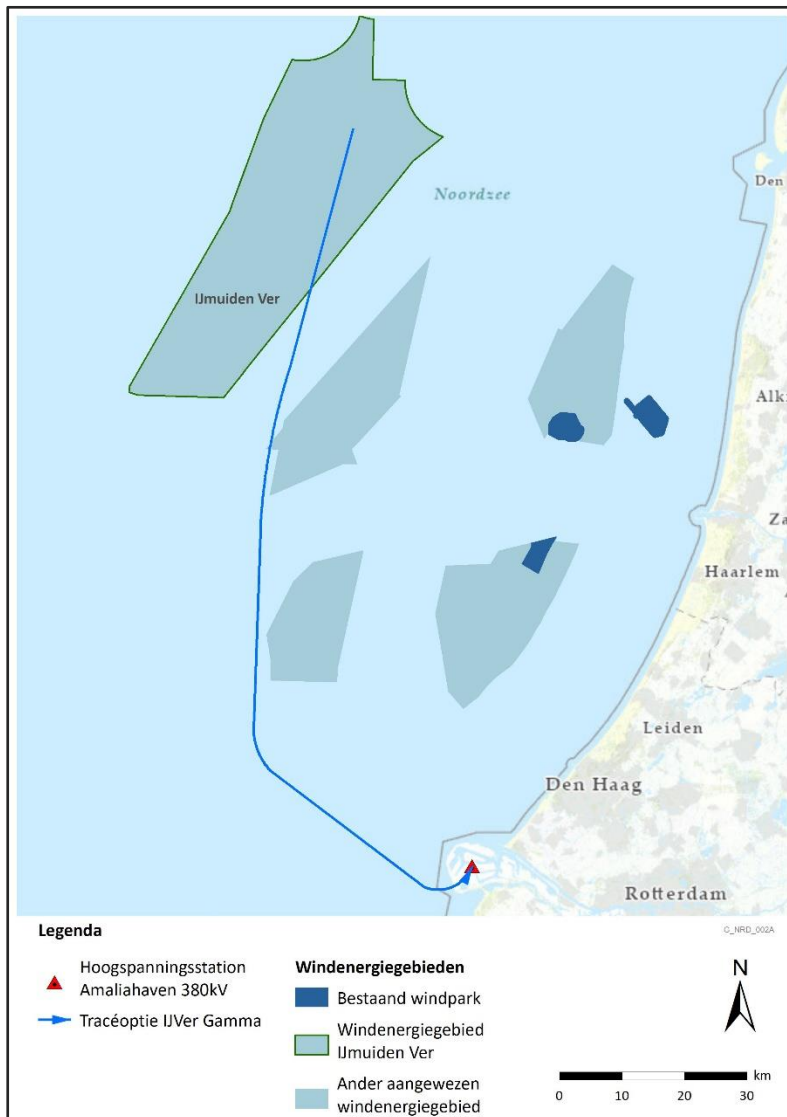 Noordzee
Den
IJmuiden Ver
Alk
Za
Haarlem
Leiden
Den Haag
Rotterdam
Legenda
G_NRD_002A
Hoogspanningsstation
Amaliahaven 380kV
Tracéoptie IJVer Gamma
Windenergiegebieden
Bestaand windpark
Windenergiegebied
IJmuiden Ver
Ander aangewezen
windenergiegebied
N
km
0 10 20 30